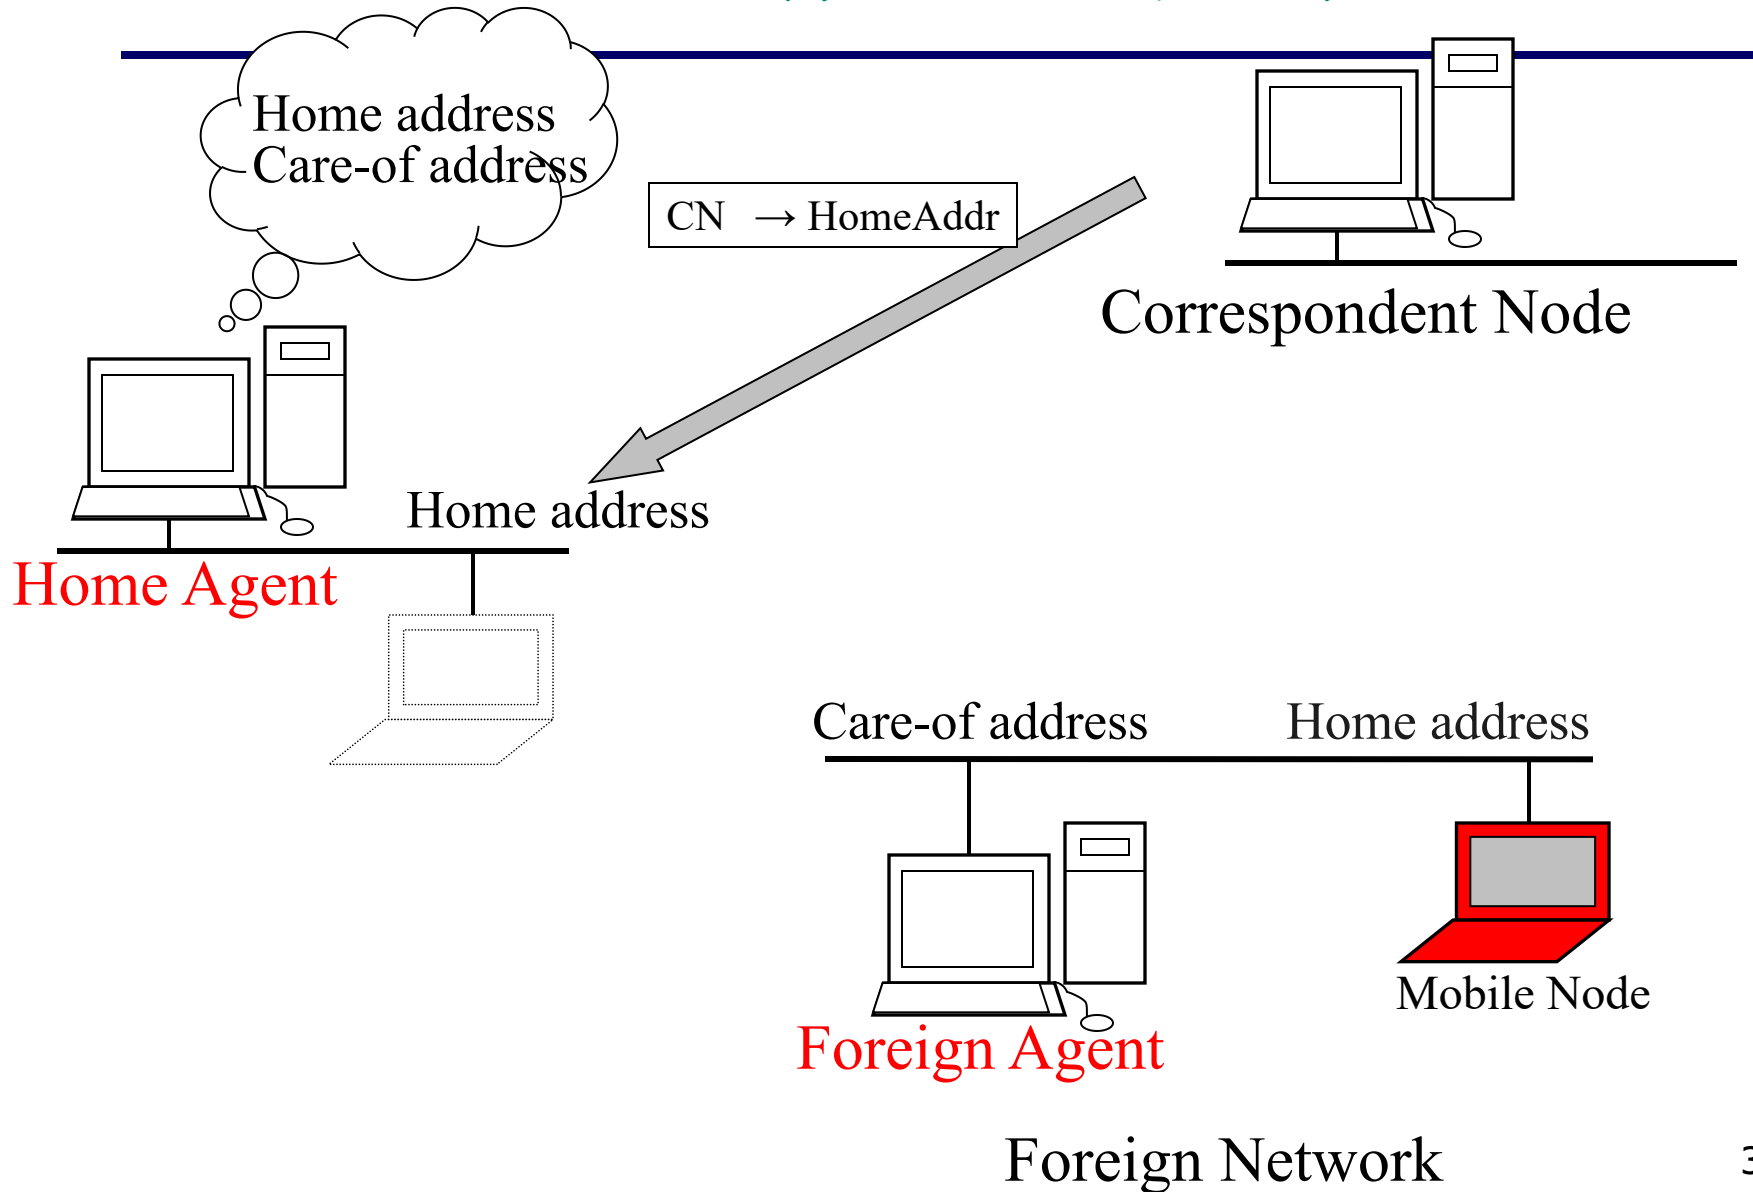 Home address
Care-of address
CN → HomeAddr
Correspondent Node
Home address
Home Agent
Care-of address Home address
Mobile Node
Foreign Agent
Foreign Network